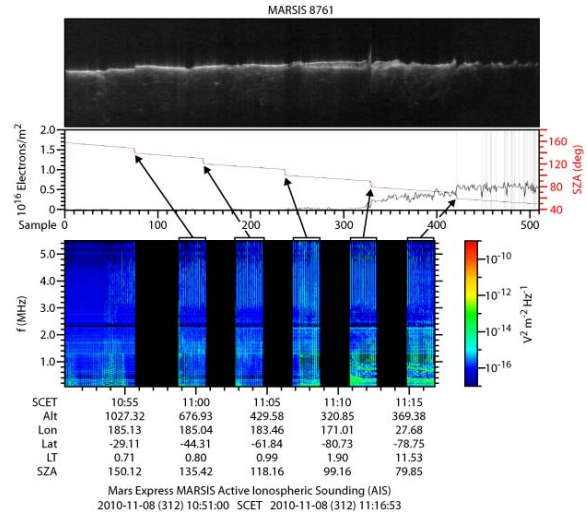 MARSIS 8761
10^16 Electrons/m^2
2.0
1.5
1.0
0.5
0
160
120
80
40
SZA (deg)
Sample 0 100 200 300 400 500
f (MHz)
5.0
4.0
3.0
2.0
1.0
10^-10
10^-12
10^-14
10^-16
V^2 m^-2 Hz^-1
SCET 10:55 11:00 11:05 11:10 11:15
Alt 1027.32 676.93 429.58 320.85 369.38
Lon 185.13 185.04 183.46 171.01 27.68
Lat -29.11 -44.31 -61.84 -80.73 -78.75
LT 0.71 0.80 0.99 1.90 11.53
SZA 150.12 135.42 118.16 99.16 79.85
Mars Express MARSIS Active Ionospheric Sounding (AIS)
2010-11-08 (312) 10:51:00 SCET 2010-11-08 (312) 11:16:53